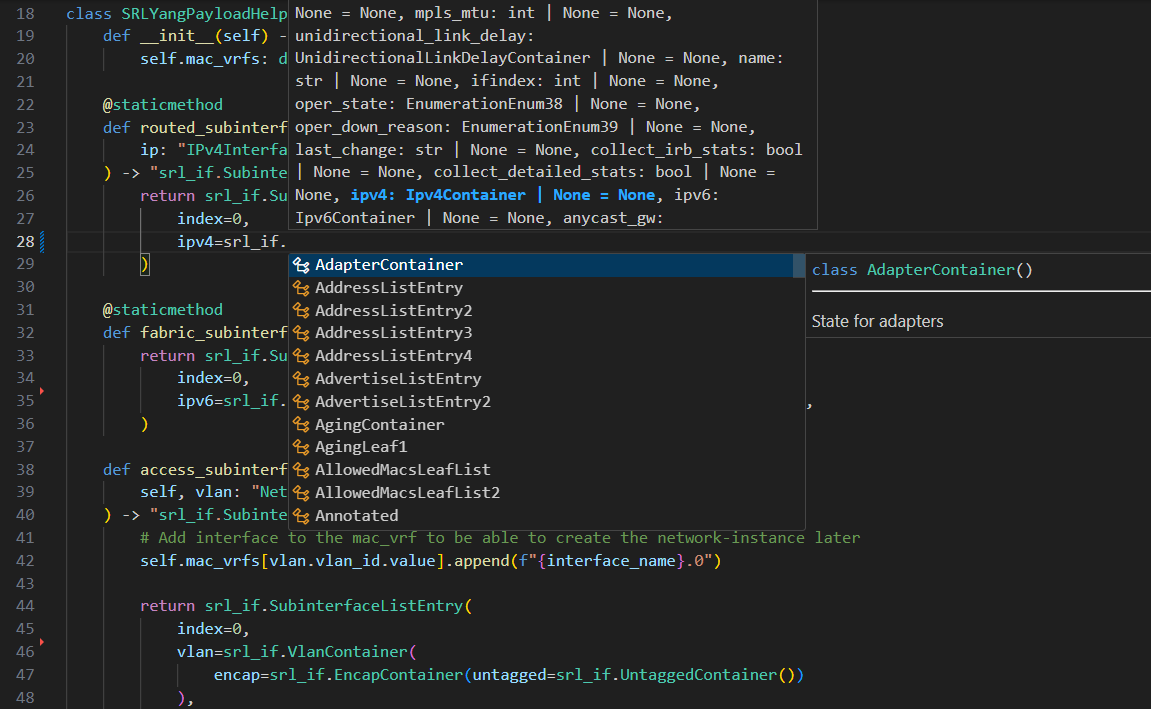 18 class SRLYangPayloadHelp
19 def __init__(self) -
20 self.mac_vrfs: d
21
22 @staticmethod
23 def routed_subinterf
24 ip: "IPv4Interfa
25 ) -> "srl_if.Subinte
26 return srl_if.Su
27 index=0,
28 ipv4=srl_if.
29 )
30
31 @staticmethod
32 def fabric_subinterf
33 return srl_if.Su
34 index=0,
35 ipv6=srl_if. ,
36 )
37
38 def access_subinterf
39 self, vlan: "Net
40 ) -> "srl_if.Subinte
41 # Add interface to the mac_vrf to be able to create the network-instance later
42 self.mac_vrfs[vlan.vlan_id.value].append(f"{interface_name}.0")
43
44 return srl_if.SubinterfaceListEntry(
45 index=0,
46 vlan=srl_if.VlanContainer(
47 encap=srl_if.EncapContainer(untagged=srl_if.UntaggedContainer())
48 ),
None = None, mpls_mtu: int | None = None,
unidirectional_link_delay:
UnidirectionalLinkDelayContainer | None = None, name:
str | None = None, ifindex: int | None = None,
oper_state: EnumerationEnum38 | None = None,
oper_down_reason: EnumerationEnum39 | None = None,
last_change: str | None = None, collect_irb_stats: bool
| None = None, collect_detailed_stats: bool | None =
None, ipv4: Ipv4Container | None = None, ipv6:
Ipv6Container | None = None, anycast_gw:
AdapterContainer
AddressListEntry
AddressListEntry2
AddressListEntry3
AddressListEntry4
AdvertiseListEntry
AdvertiseListEntry2
AgingContainer
AgingLeaf1
AllowedMacsLeafList
AllowedMacsLeafList2
Annotated
class AdapterContainer()
State for adapters